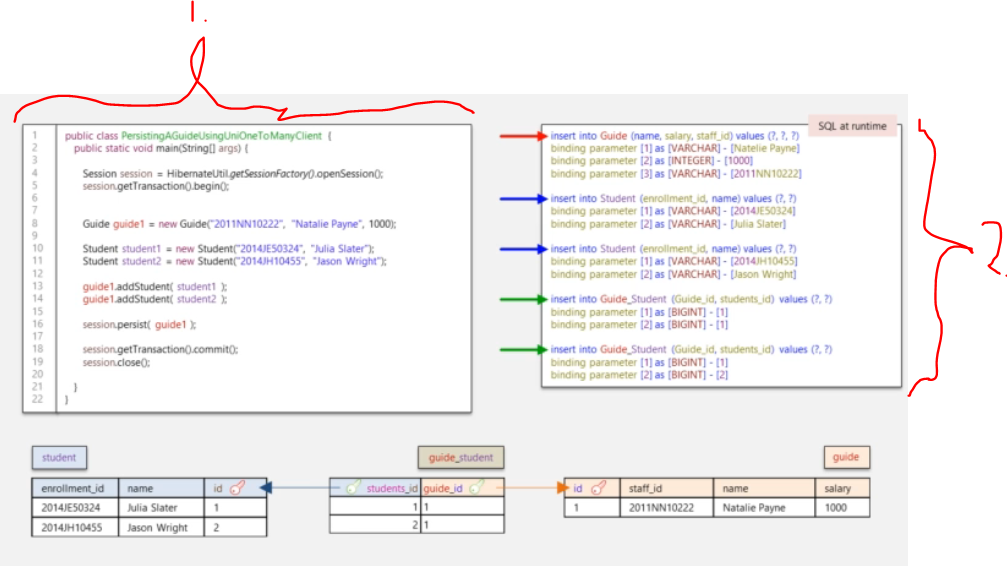 1.
1 public class PersistingAGuideUsingUniOneToManyClient {
2 public static void main(String[] args) {
3
4 Session session = HibernateUtil.getSessionFactory().openSession();
5 session.getTransaction().begin();
6
7
8 Guide guide1 = new Guide("2011NN10222", "Natalie Payne", 1000);
9
10 Student student1 = new Student("2014JE50324", "Julia Slater");
11 Student student2 = new Student("2014JH10455", "Jason Wright");
12
13 guide1.addStudent( student1 );
14 guide1.addStudent( student2 );
15
16 session.persist( guide1 );
17
18 session.getTransaction().commit();
19 session.close();
20
21 }
22 }
SQL at runtime
insert into Guide (name, salary, staff_id) values (?, ?, ?)
binding parameter [1] as [VARCHAR] - [Natelie Payne]
binding parameter [2] as [INTEGER] - [1000]
binding parameter [3] as [VARCHAR] - [2011NN10222]
insert into Student (enrollment_id, name) values (?, ?)
binding parameter [1] as [VARCHAR] - [2014JE50324]
binding parameter [2] as [VARCHAR] - [Julia Slater]
insert into Student (enrollment_id, name) values (?, ?)
binding parameter [1] as [VARCHAR] - [2014JH10455]
binding parameter [2] as [VARCHAR] - [Jason Wright]
insert into Guide_Student (Guide_id, students_id) values (?, ?)
binding parameter [1] as [BIGINT] - [1]
binding parameter [2] as [BIGINT] - [1]
insert into Guide_Student (Guide_id, students_id) values (?, ?)
binding parameter [1] as [BIGINT] - [1]
binding parameter [2] as [BIGINT] - [2]
2.
student
enrollment_id name id
2014JE50324 Julia Slater 1
2014JH10455 Jason Wright 2
guide_student
students_id guide_id
1 1
2 1
guide
id staff_id name salary
1 2011NN10222 Natalie Payne 1000